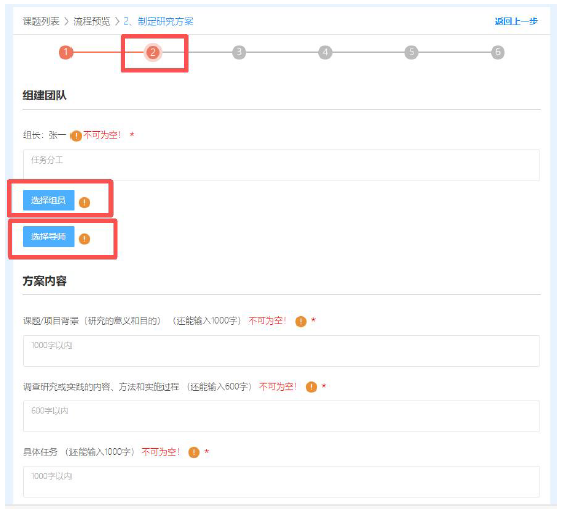 课题列表 > 流程预览 > 2、制定研究方案 返回上一步
1 2 3 4 5 6
组建团队
组长：张一 ! 不可为空！ *
任务分工
选择组员 !
选择导师 !
方案内容
课题/项目背景（研究的意义和目的）（还能输入1000字）不可为空！ ! *
1000字以内
调查研究或实践的内容、方法和实施过程（还能输入600字）不可为空！ ! *
600字以内
具体任务（还能输入1000字）不可为空！ ! *
1000字以内